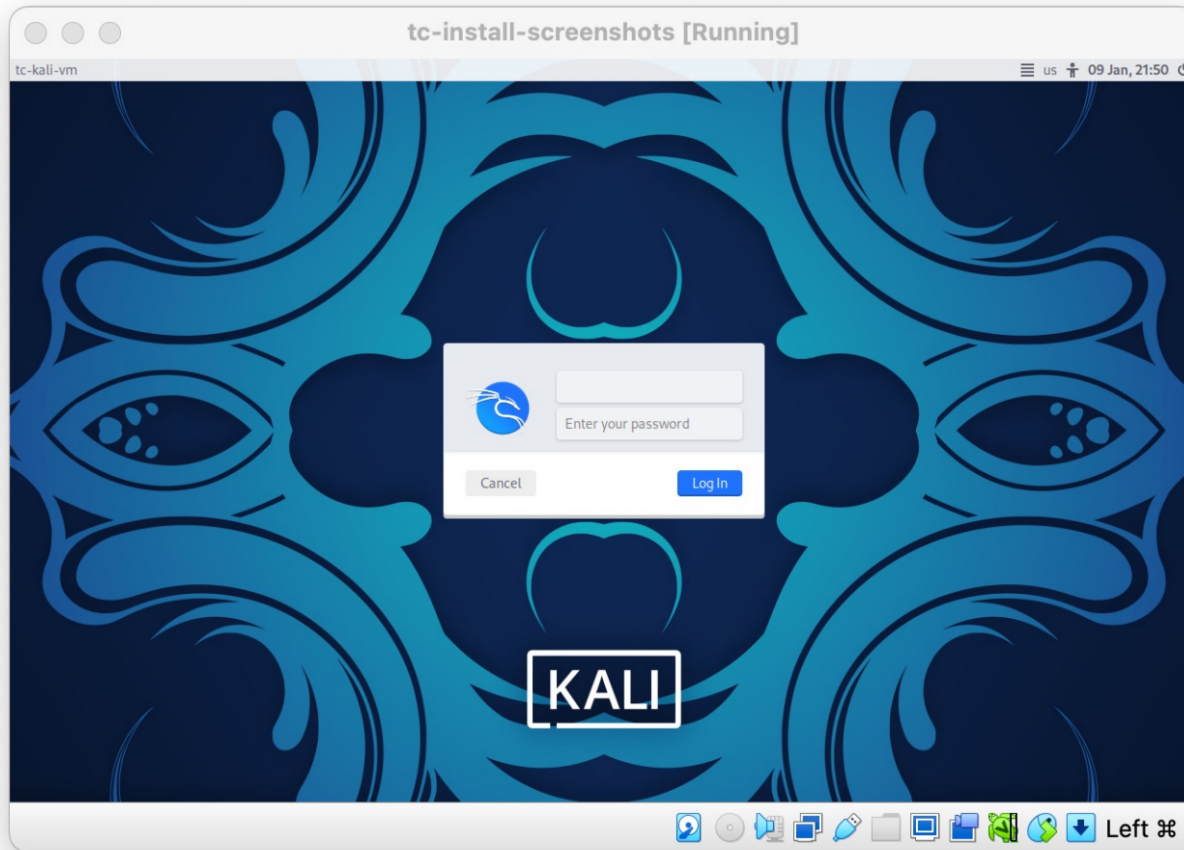 tc-install-screenshots [Running]
tc-kali-vm us 09 Jan, 21:50
Enter your password
Cancel Log In
KALI
Left ⌘